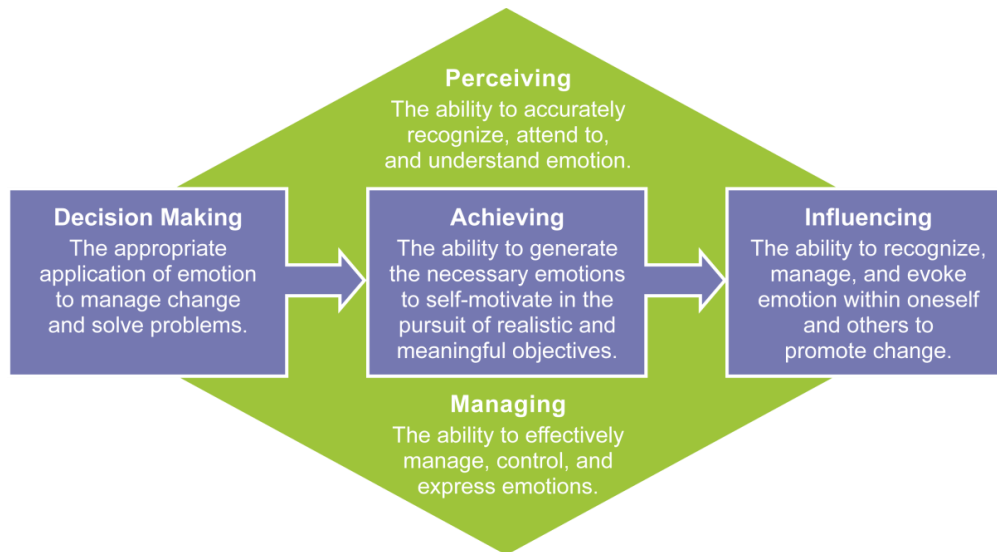 Perceiving
The ability to accurately
recognize, attend to,
and understand emotion.
Decision Making
The appropriate
application of emotion
to manage change
and solve problems.
Achieving
The ability to generate
the necessary emotions
to self-motivate in the
pursuit of realistic and
meaningful objectives.
Influencing
The ability to recognize,
manage, and evoke
emotion within oneself
and others to
promote change.
Managing
The ability to effectively
manage, control, and
express emotions.